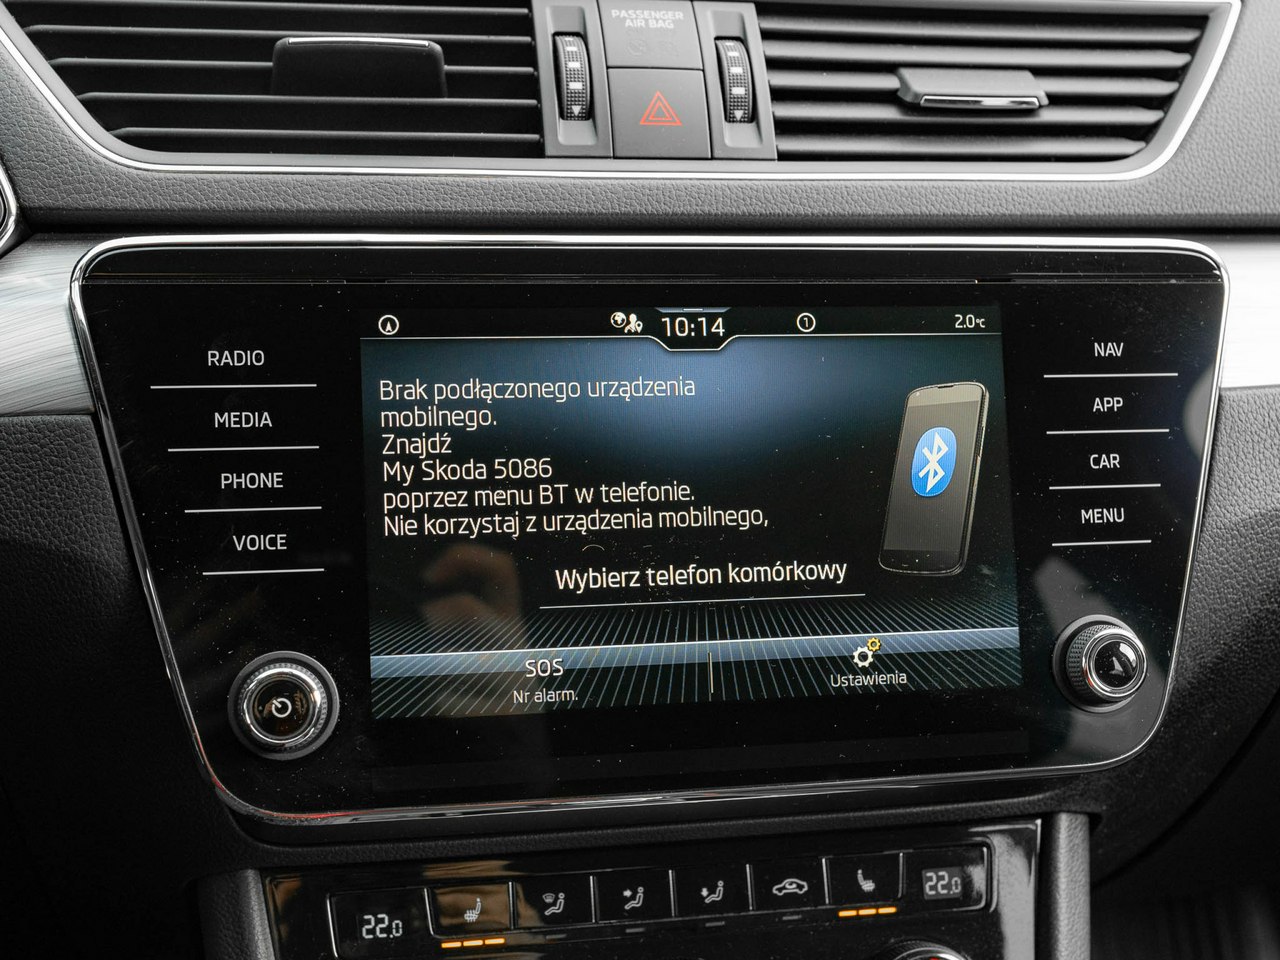 PASSENGER
AIR BAG
10:14
1
2.0°C
RADIO
MEDIA
PHONE
VOICE
Brak podłączonego urządzenia
mobilnego.
Znajdź
My Skoda 5086
poprzez menu BT w telefonie.
Nie korzystaj z urządzenia mobilnego,
Wybierz telefon komórkowy
SOS
Nr alarm.
Ustawienia
NAV
APP
CAR
MENU
22.0
22.0